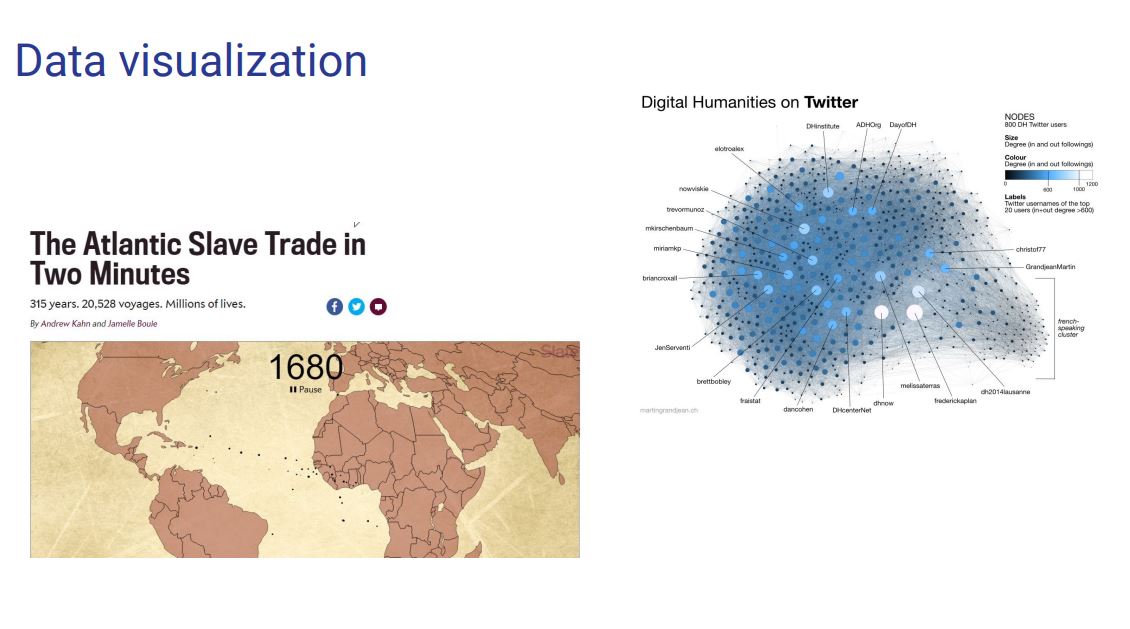 Data visualization
The Atlantic Slave Trade in
Two Minutes
315 years. 20,528 voyages. Millions of lives.
By Andrew Kahn and Jamelle Bouie
Slate
1680
Pause
Digital Humanities on Twitter
NODES
800 DH Twitter users
Size
Degree (in and out followings)
Colour
Degree (in and out followings)
0 600 1000 1200
Labels
Twitter usernames of the top
20 users (in+out degree >600)
DHinstitute
ADHOrg
DayofDH
elotroalex
nowviskie
trevormunoz
mkirschenbaum
miriamkp
briancroxall
christof77
GrandjeanMartin
french-
speaking
cluster
JenServenti
brettbobley
fraistat
dancohen
DHcenterNet
dhnow
melissaterras
frederickaplan
dh2014lausanne
martingrandjean.ch